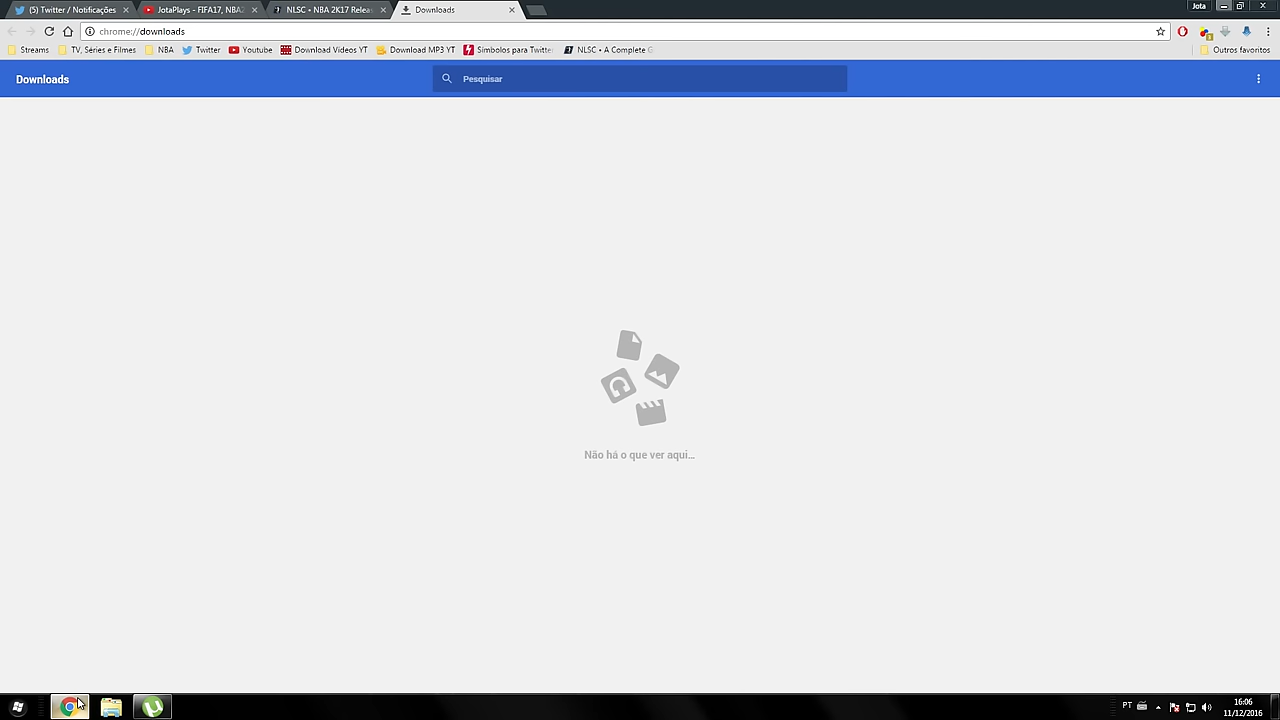 (5) Twitter / Notificações
JotaPlays - FIFA17, NBA2
NLSC • NBA 2K17 Relea
Downloads
Jota
chrome://downloads
Streams
TV, Séries e Filmes
NBA
Twitter
Youtube
Download Vídeos YT
Download MP3 YT
Símbolos para Twitte
NLSC • A Complete G
Outros favoritos
Downloads
Pesquisar
Não há o que ver aqui...
PT
16:06
11/12/2016